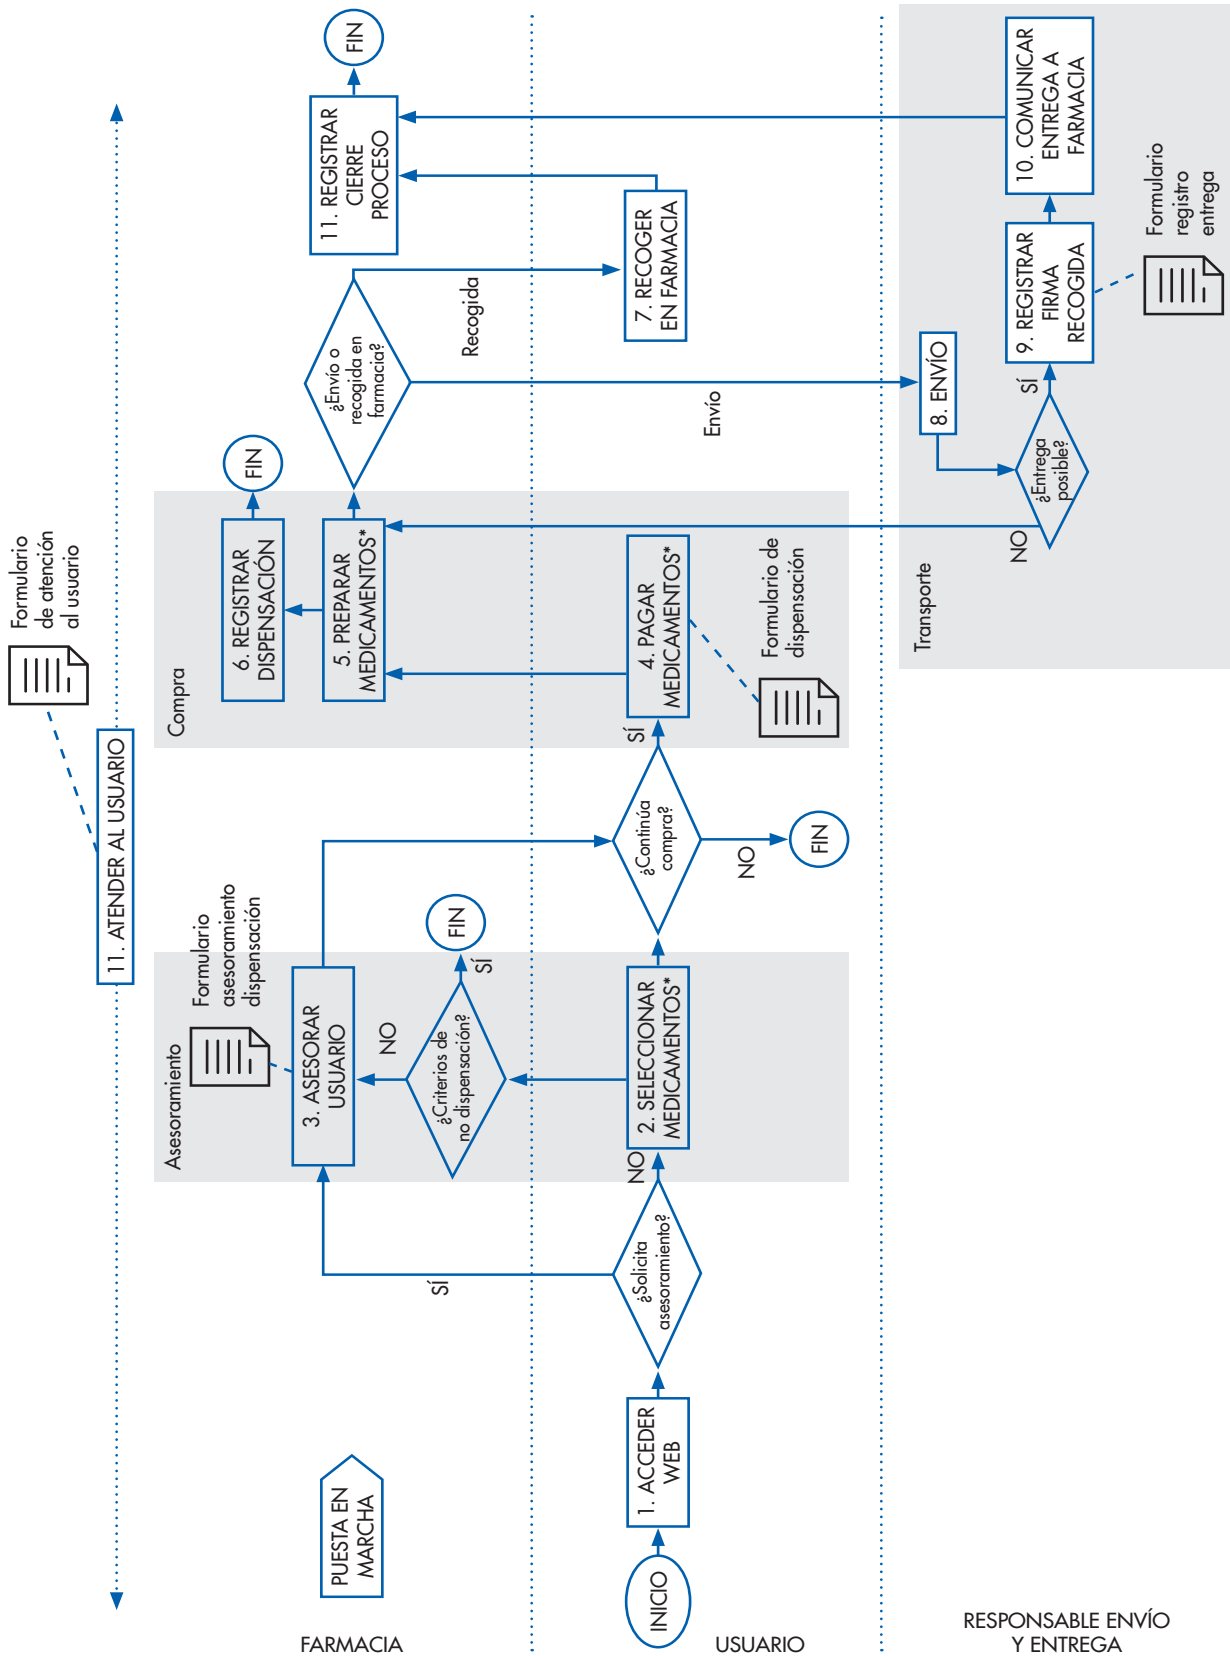 Formulario
de atención
al usuario
11. ATENDER AL USUARIO
FARMACIA
PUESTA EN
MARCHA
Asesoramiento
Formulario
asesoramiento
dispensación
3. ASESORAR
USUARIO
NO
¿Criterios de
no dispensación?
SÍ
FIN
SÍ
Compra
6. REGISTRAR
DISPENSACIÓN
FIN
5. PREPARAR
MEDICAMENTOS*
¿Envío o
recogida en
farmacia?
Recogida
11. REGISTRAR
CIERRE
PROCESO
FIN
USUARIO
INICIO
1. ACCEDER
WEB
¿Solicita
asesoramiento?
NO
2. SELECCIONAR
MEDICAMENTOS*
¿Continúa
compra?
SÍ
NO
FIN
4. PAGAR
MEDICAMENTOS*
Formulario de
dispensación
7. RECOGER
EN FARMACIA
Envío
RESPONSABLE ENVÍO
Y ENTREGA
Transporte
8. ENVÍO
NO
¿Entrega
posible?
SÍ
9. REGISTRAR
FIRMA
RECOGIDA
10. COMUNICAR
ENTREGA A
FARMACIA
Formulario
registro
entrega